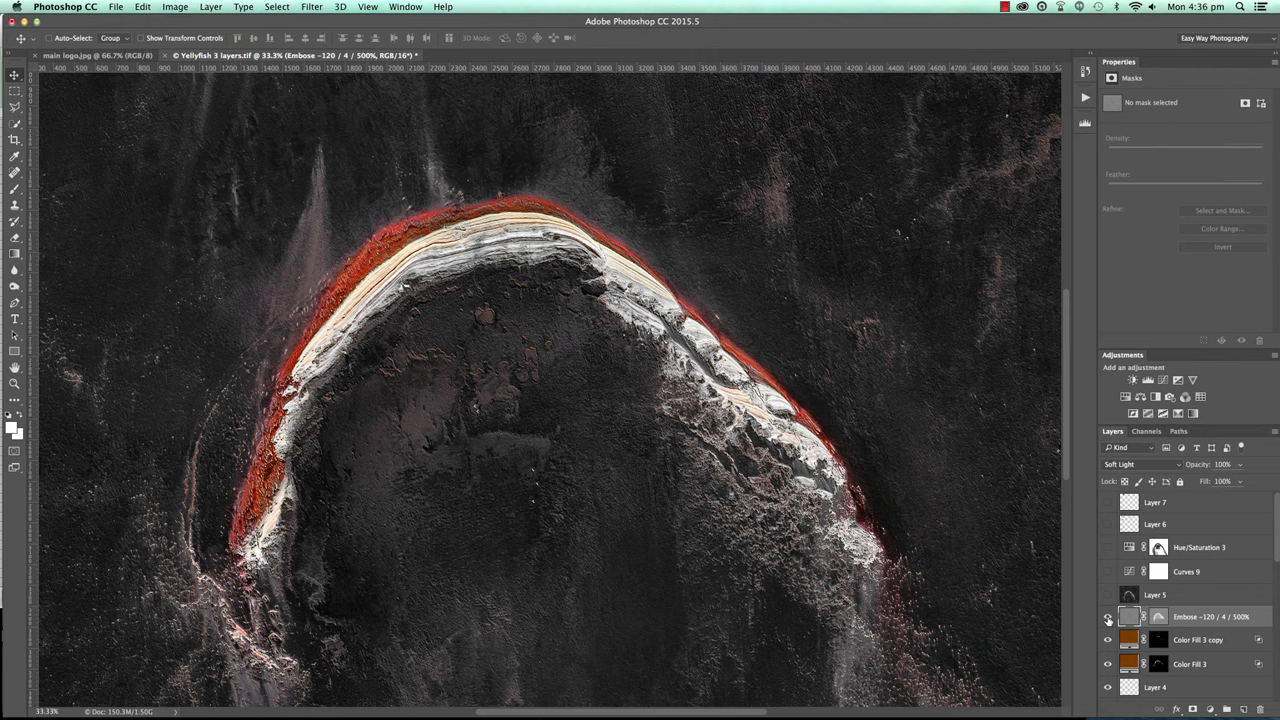 Photoshop CC File Edit Image Layer Type Select Filter 3D View Window Help Mon 4:36 pm
Adobe Photoshop CC 2015.5
Auto-Select: Group Show Transform Controls 3D Mode: Easy Way Photography
× main logo.jpg @ 66.7% (RGB/8) × © Yellyfish 3 layers.tif @ 33.3% (Embose -120 / 4 / 500%, RGB/16*) *
Properties
Masks
No mask selected
Density:
Feather:
Refine: Select and Mask...
Color Range...
Invert
Adjustments
Add an adjustment
Layers Channels Paths
Kind
Soft Light Opacity: 100%
Lock: Fill: 100%
Layer 7
Layer 6
Hue/Saturation 3
Curves 9
Layer 5
Embose -120 / 4 / 500%
Color Fill 3 copy
Color Fill 3
Layer 4
33.33% Doc: 150.3M/1.50G